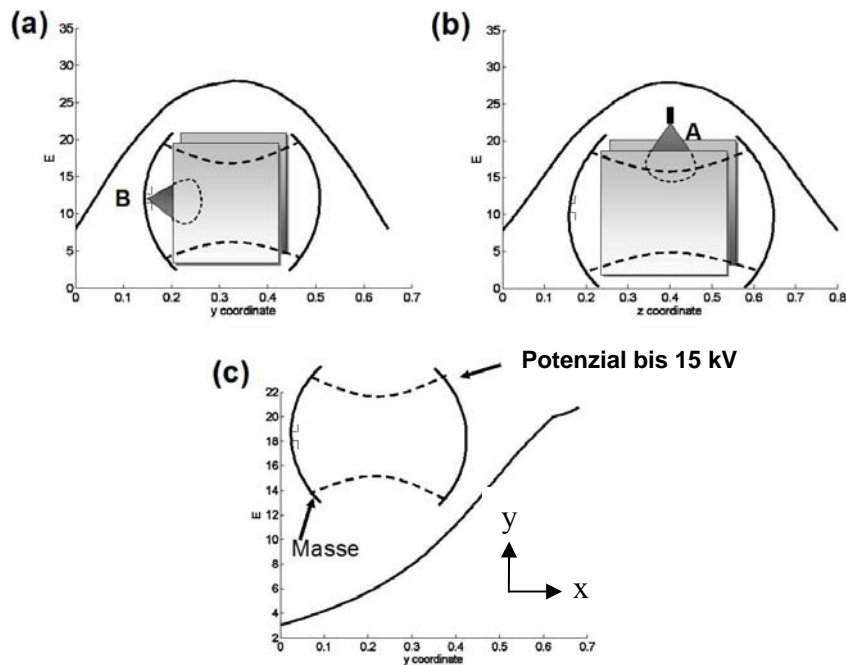 (a)
35
30
25
20
15
10
5
0
E
B
0 0.1 0.2 0.3 0.4 0.5 0.6 0.7
y coordinate
(b)
35
30
25
20
15
10
5
0
E
A
0 0.1 0.2 0.3 0.4 0.5 0.6 0.7 0.8
z coordinate
(c)
Potenzial bis 15 kV
22
20
18
16
14
12
10
8
6
4
2
E
Masse
y
x
0 0.1 0.2 0.3 0.4 0.5 0.6 0.7
y coordinate